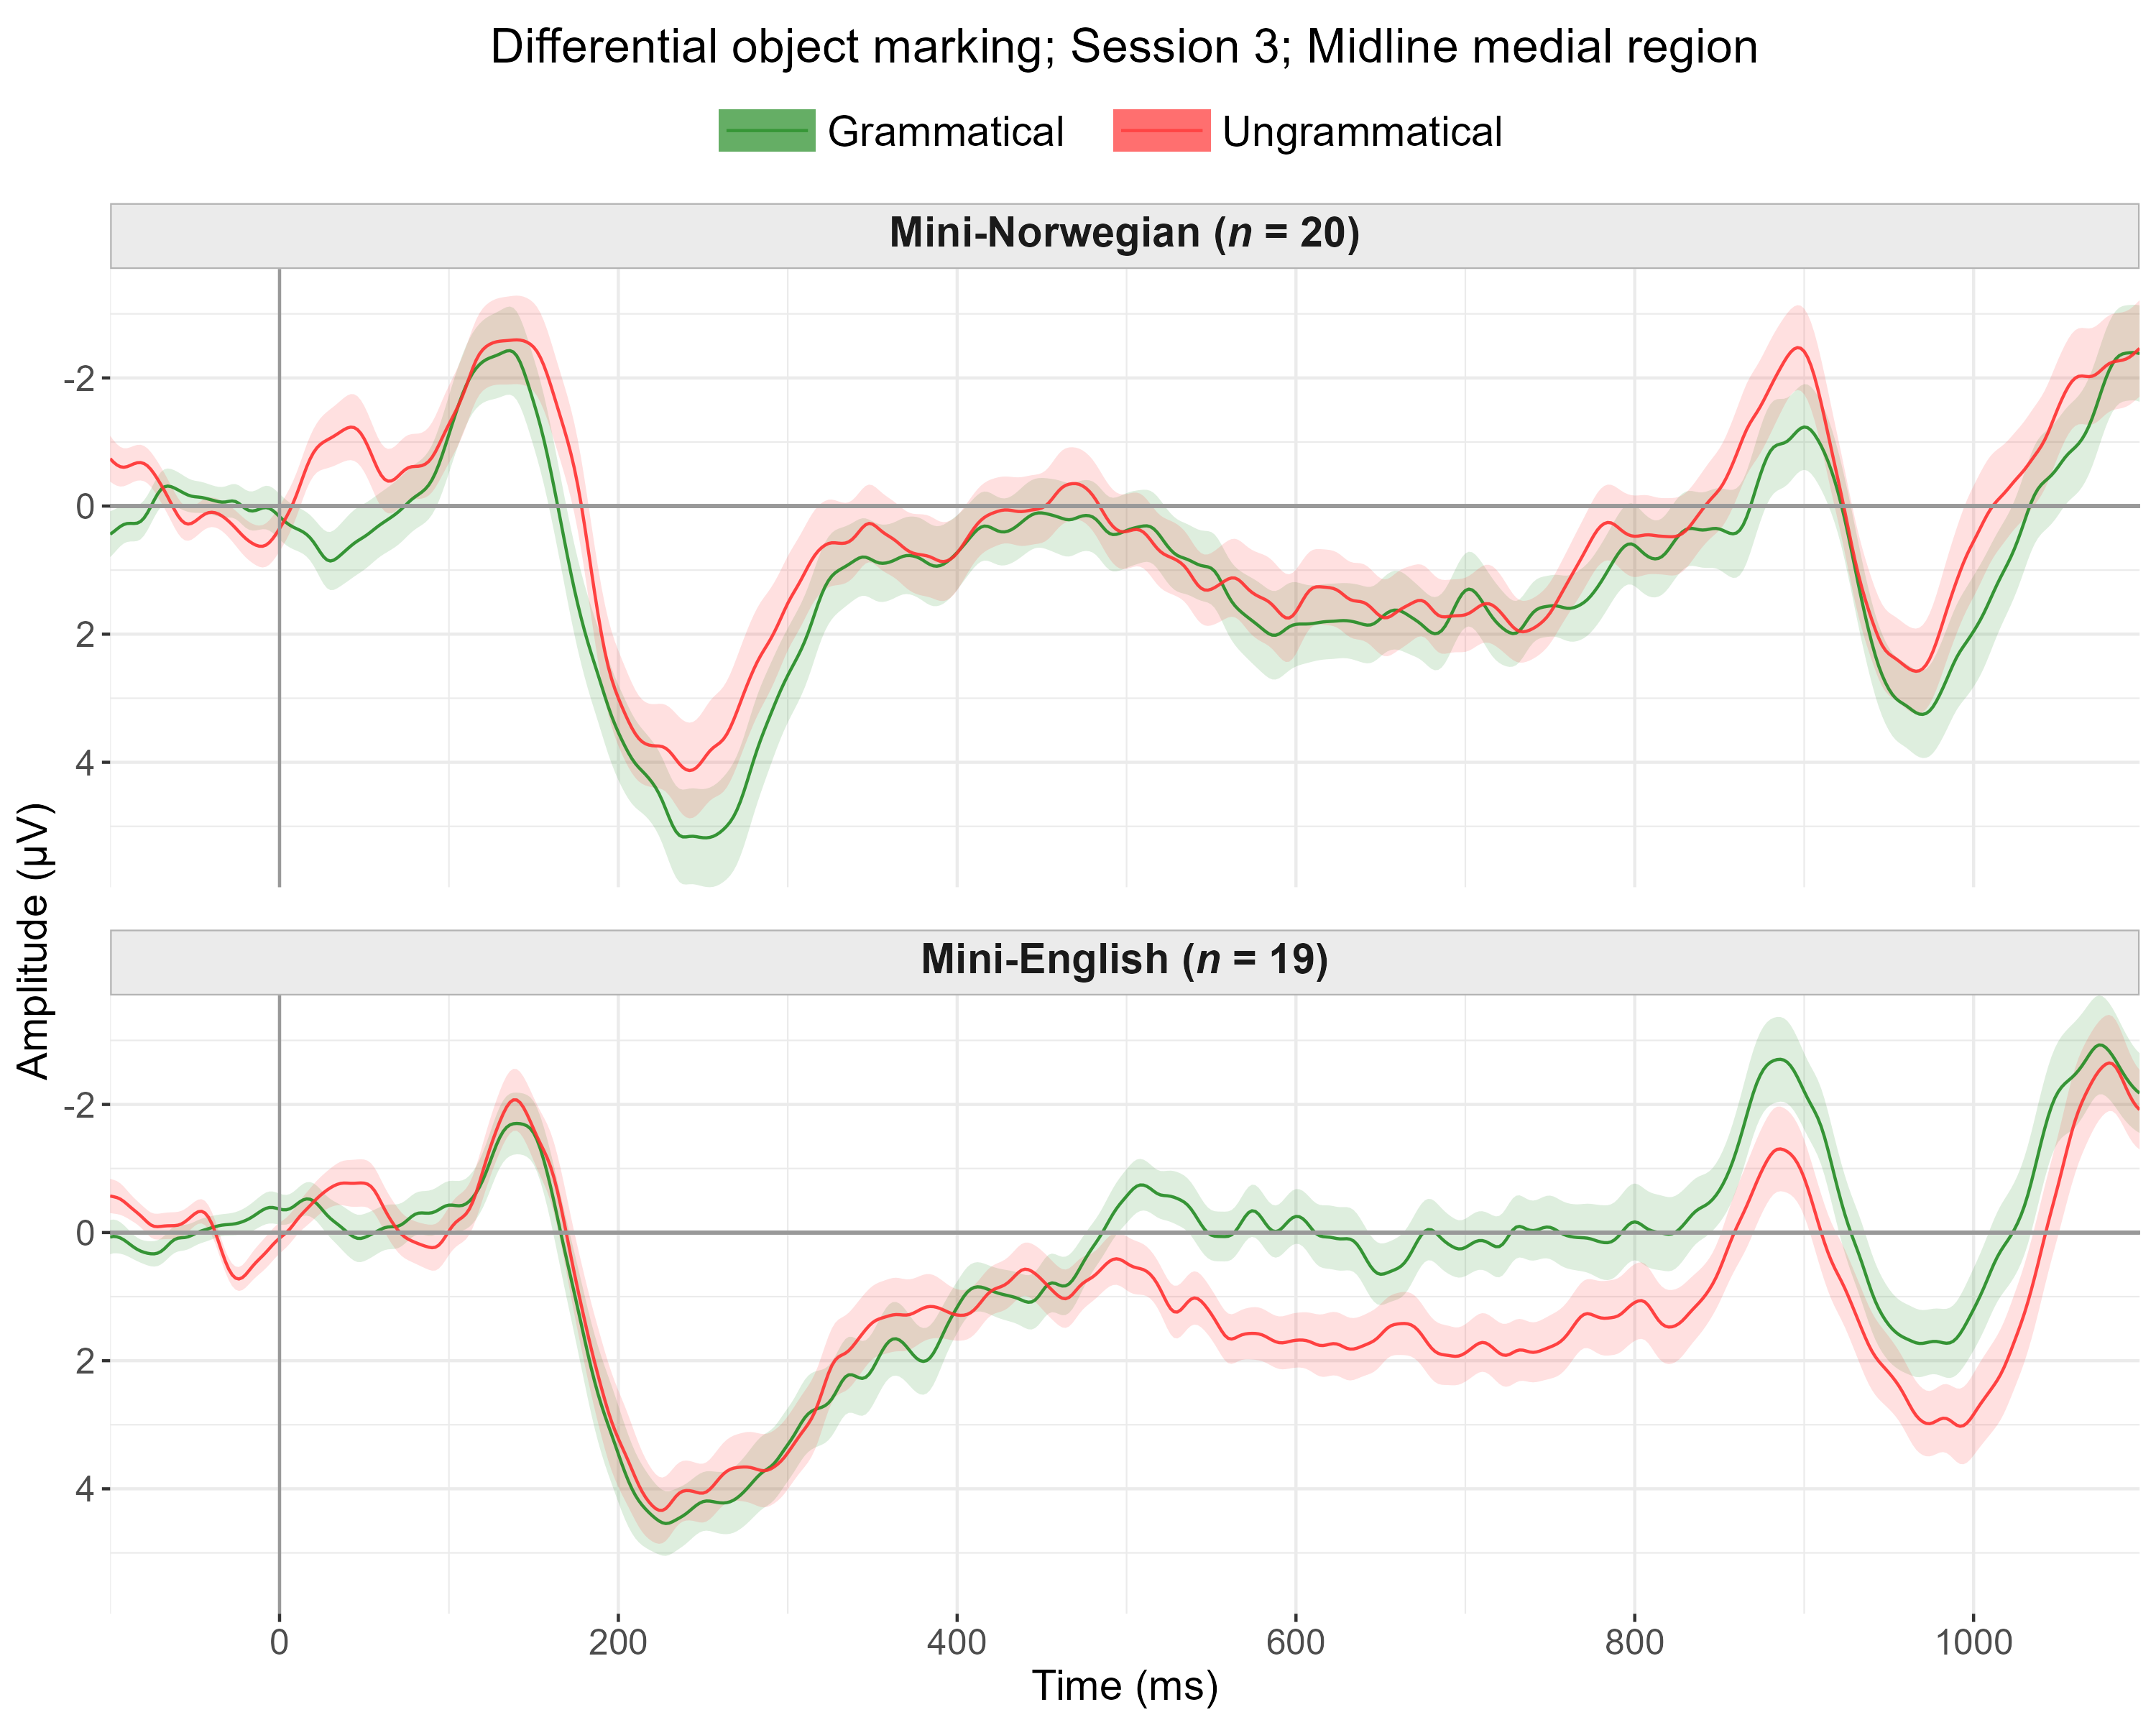 Differential object marking; Session 3; Midline medial region
Grammatical Ungrammatical
Mini-Norwegian (n = 20)
-2
0
2
4
Amplitude (µV)
Mini-English (n = 19)
-2
0
2
4
0 200 400 600 800 1000
Time (ms)